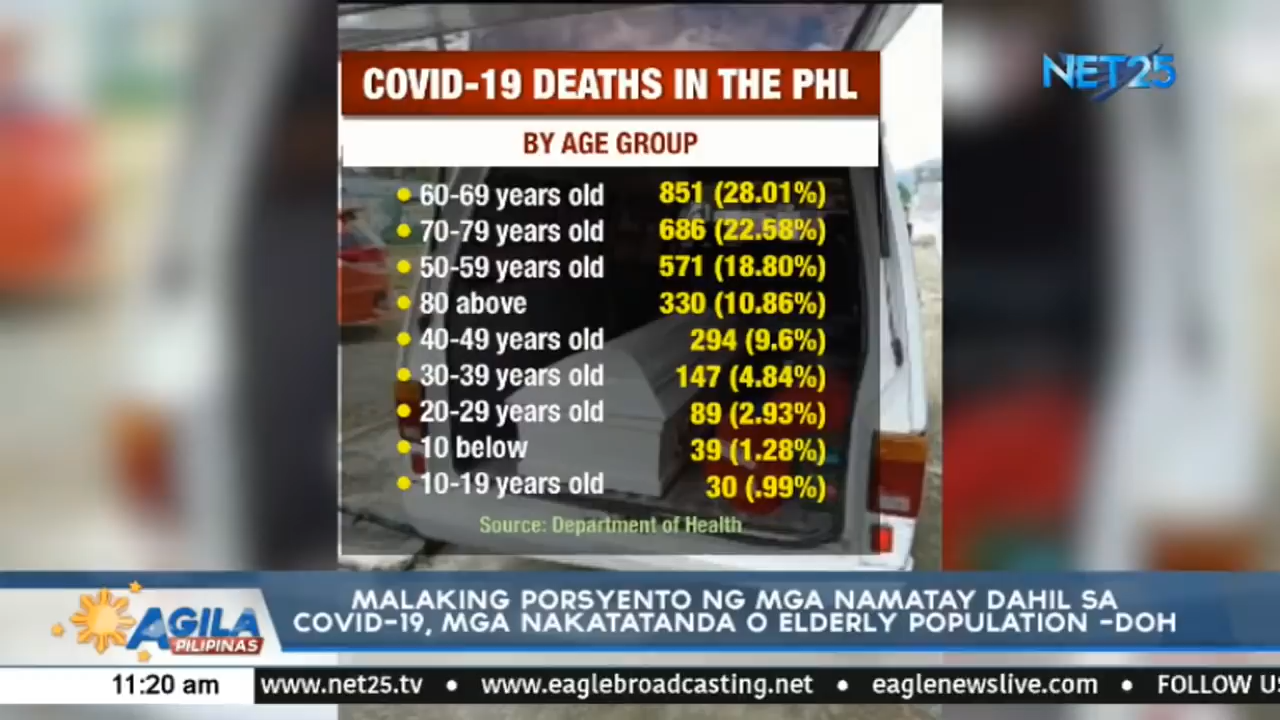 COVID-19 DEATHS IN THE PHL
NET25
BY AGE GROUP
• 60-69 years old 851 (28.01%)
• 70-79 years old 686 (22.58%)
• 50-59 years old 571 (18.80%)
• 80 above 330 (10.86%)
• 40-49 years old 294 (9.6%)
• 30-39 years old 147 (4.84%)
• 20-29 years old 89 (2.93%)
• 10 below 39 (1.28%)
• 10-19 years old 30 (.99%)
Source: Department of Health
AGILA
PILIPINAS
MALAKING PORSYENTO NG MGA NAMATAY DAHIL SA
COVID-19, MGA NAKATATANDA O ELDERLY POPULATION -DOH
11:20 am www.net25.tv • www.eaglebroadcasting.net • eaglenewslive.com • FOLLOW US